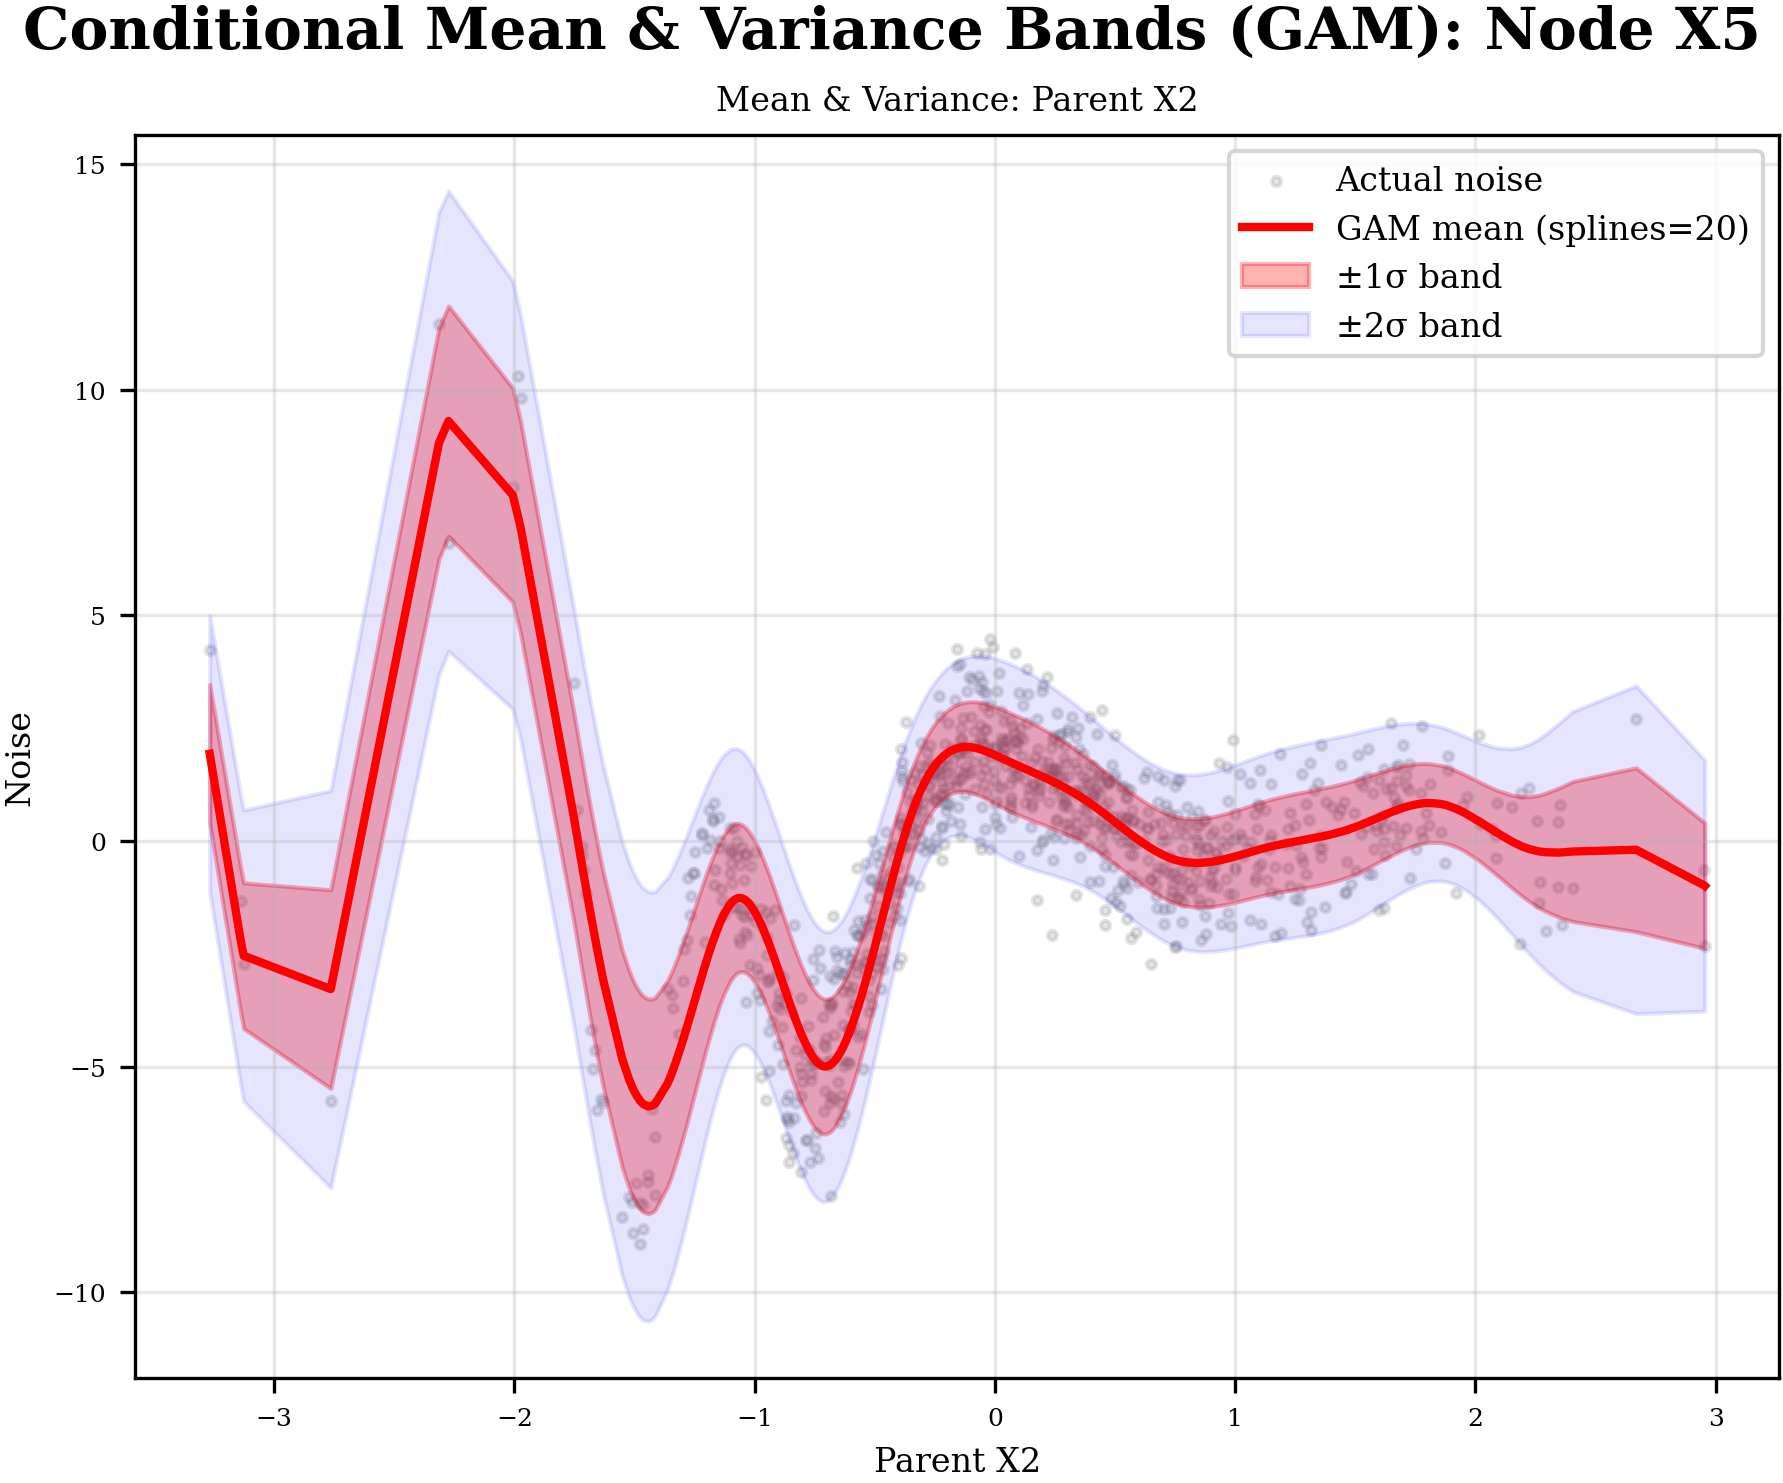 Conditional Mean & Variance Bands (GAM): Node X5
Mean & Variance: Parent X2
Actual noise
GAM mean (splines=20)
±1σ band
±2σ band
15
10
5
0
−5
−10
Noise
−3
−2
−1
0
1
2
3
Parent X2